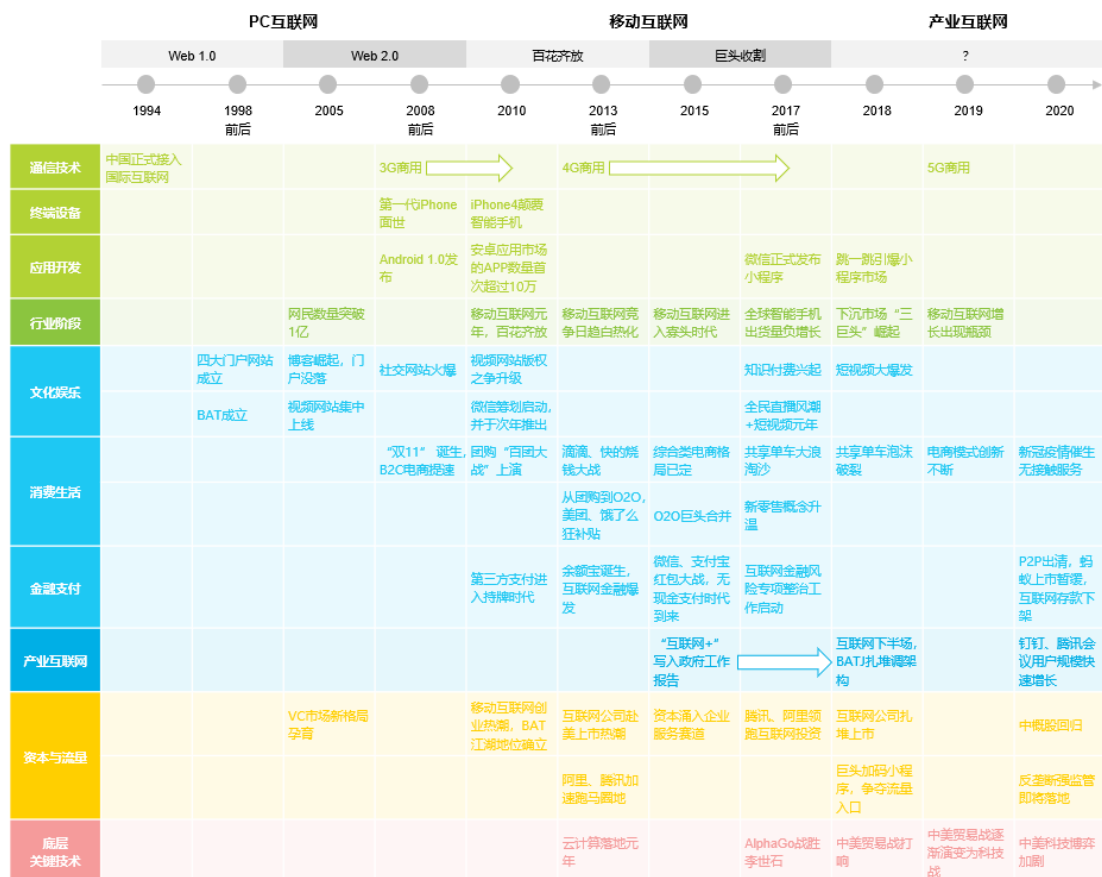 PC互联网 移动互联网 产业互联网
Web 1.0 Web 2.0 百花齐放 巨头收割 ?
1994 1998 2005 2008 2010 2013 2015 2017 2018 2019 2020
前后 前后 前后 前后
通信技术
中国正式接入
国际互联网
3G商用
4G商用
5G商用
终端设备
第一代iPhone
面世
iPhone4颠覆
智能手机
应用开发
Android 1.0发
布
安卓应用市场
的APP数量首
次超过10万
微信正式发布
小程序
跳一跳引爆小
程序市场
行业阶段
网民数量突破
1亿
移动互联网元
年，百花齐放
移动互联网竞
争日趋白热化
移动互联网进
入寡头时代
全球智能手机
出货量负增长
下沉市场“三
巨头”崛起
移动互联网增
长出现瓶颈
文化娱乐
四大门户网站
成立
博客崛起，门
户没落
社交网站火爆
视频网站版权
之争升级
知识付费兴起
短视频大爆发
BAT成立
视频网站集中
上线
微信筹划启动，
并于次年推出
全民直播风潮
+短视频元年
消费生活
“双11” 诞生，
B2C电商提速
团购“百团大
战”上演
滴滴、快的烧
钱大战
综合类电商格
局已定
共享单车大浪
淘沙
共享单车泡沫
破裂
电商模式创新
不断
新冠疫情催生
无接触服务
从团购到O2O，
美团、饿了么
狂补贴
O2O巨头合并
新零售概念升
温
金融支付
第三方支付进
入持牌时代
余额宝诞生，
互联网金融爆
发
微信、支付宝
红包大战，无
现金支付时代
到来
互联网金融风
险专项整治工
作启动
P2P出清，蚂
蚁上市暂缓，
互联网存款下
架
产业互联网
“互联网+”
写入政府工作
报告
互联网下半场，
BATJ扎堆调架
构
钉钉、腾讯会
议用户规模快
速增长
资本与流量
VC市场新格局
孕育
移动互联网创
业热潮，BAT
江湖地位确立
互联网公司赴
美上市热潮
资本涌入企业
服务赛道
腾讯、阿里领
跑互联网投资
互联网公司扎
堆上市
中概股回归
阿里、腾讯加
速跑马圈地
巨头加码小程
序，争夺流量
入口
反垄断强监管
即将落地
底层
关键技术
云计算落地元
年
AlphaGo战胜
李世石
中美贸易战打
响
中美贸易战逐
渐演变为科技
战
中美科技博弈
加剧